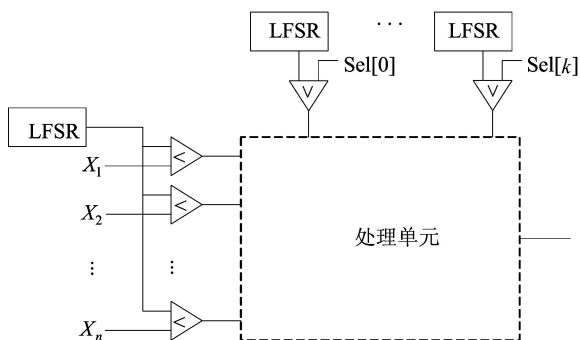 LFSR ··· LFSR
Sel[0] Sel[k]
< <
LFSR
X₁ <
X₂ <
处理单元
⋮ ⋮
Xₙ <